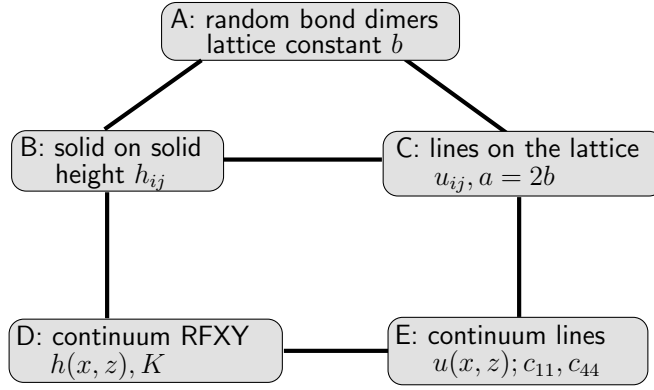 A: random bond dimers
lattice constant b
B: solid on solid
height h_{ij}
C: lines on the lattice
u_{ij}, a = 2b
D: continuum RFXY
h(x, z), K
E: continuum lines
u(x, z); c_{11}, c_{44}